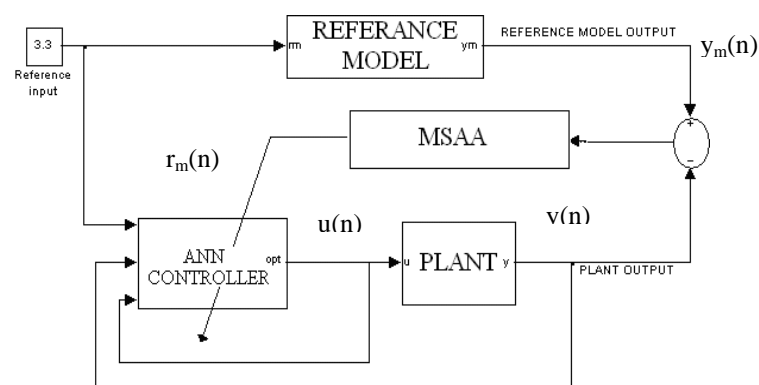 3.3
Reference
input
rm
REFERANCE
MODEL
ym
REFERENCE MODEL OUTPUT
ym(n)
MSAA
+
-
rm(n)
u(n)
v(n)
ANN
CONTROLLER
opt
u
PLANT
y
PLANT OUTPUT